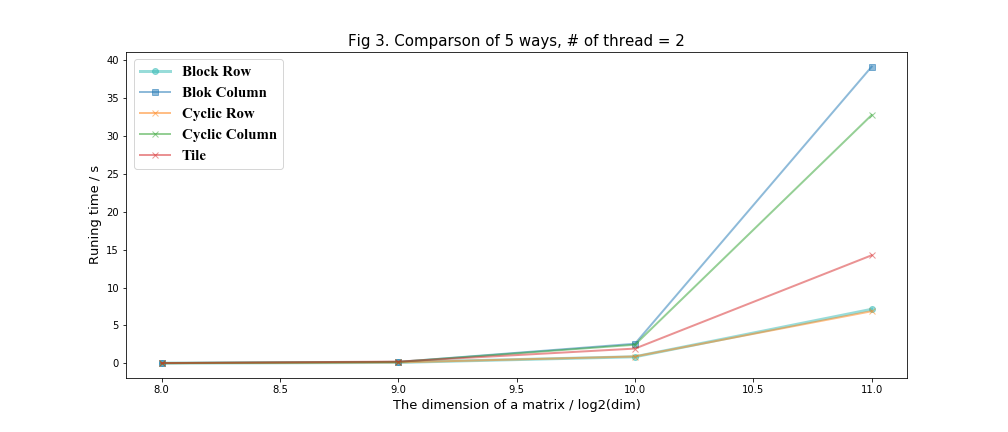 Fig 3. Comparson of 5 ways, # of thread = 2
Block Row
Blok Column
Cyclic Row
Cyclic Column
Tile
Runing time / s
40
35
30
25
20
15
10
5
0
8.0 8.5 9.0 9.5 10.0 10.5 11.0
The dimension of a matrix / log2(dim)